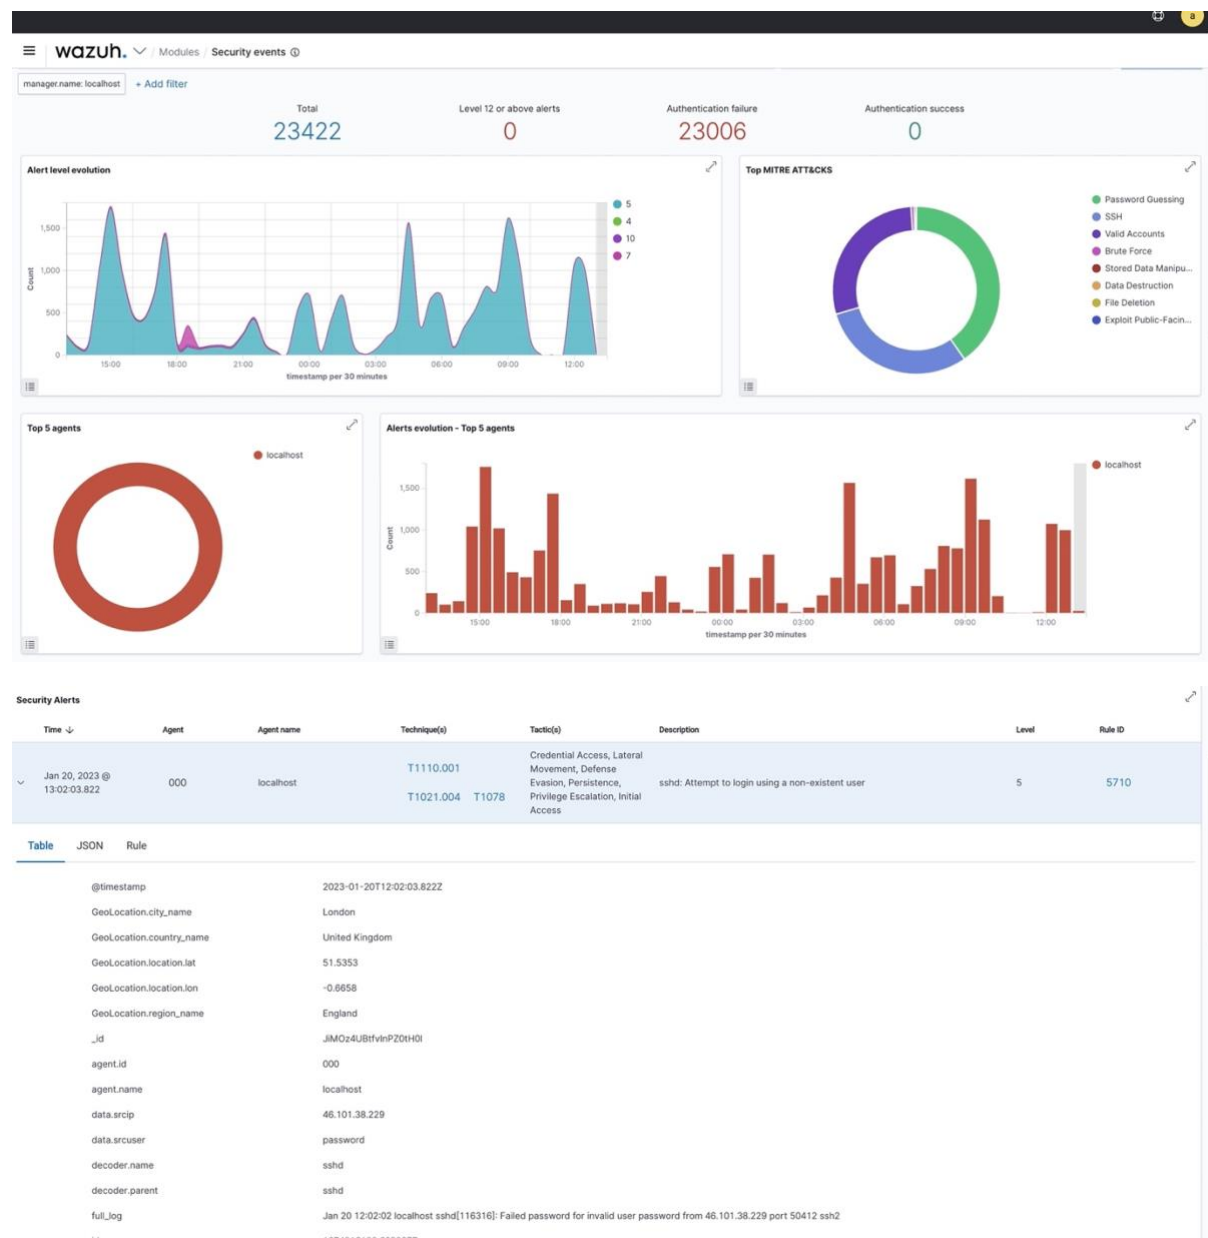 a
wazuh. / Modules / Security events
manager.name: localhost + Add filter
Total
23422
Level 12 or above alerts
0
Authentication failure
23006
Authentication success
0
Alert level evolution
Count
1,500
1,000
500
0
15:00 18:00 21:00 00:00 03:00 06:00 09:00 12:00
timestamp per 30 minutes
5
4
10
7
Top MITRE ATT&CKS
Password Guessing
SSH
Valid Accounts
Brute Force
Stored Data Manipu...
Data Destruction
File Deletion
Exploit Public-Facin...
Top 5 agents
localhost
Alerts evolution - Top 5 agents
Count
1,500
1,000
500
0
15:00 18:00 21:00 00:00 03:00 06:00 09:00 12:00
timestamp per 30 minutes
localhost
Security Alerts
Time Agent Agent name Technique(s) Tactic(s) Description Level Rule ID
Jan 20, 2023 @
13:02:03.822
000
localhost
T1110.001
T1021.004 T1078
Credential Access, Lateral
Movement, Defense
Evasion, Persistence,
Privilege Escalation, Initial
Access
sshd: Attempt to login using a non-existent user
5
5710
Table JSON Rule
@timestamp 2023-01-20T12:02:03.822Z
GeoLocation.city_name London
GeoLocation.country_name United Kingdom
GeoLocation.location.lat 51.5353
GeoLocation.location.lon -0.6658
GeoLocation.region_name England
_id
agent.id 000
agent.name localhost
data.srcip 46.101.38.229
data.srcuser password
decoder.name sshd
decoder.parent sshd
full_log Jan 20 12:02:02 localhost sshd[116316]: Failed password for invalid user password from 46.101.38.229 port 50412 ssh2